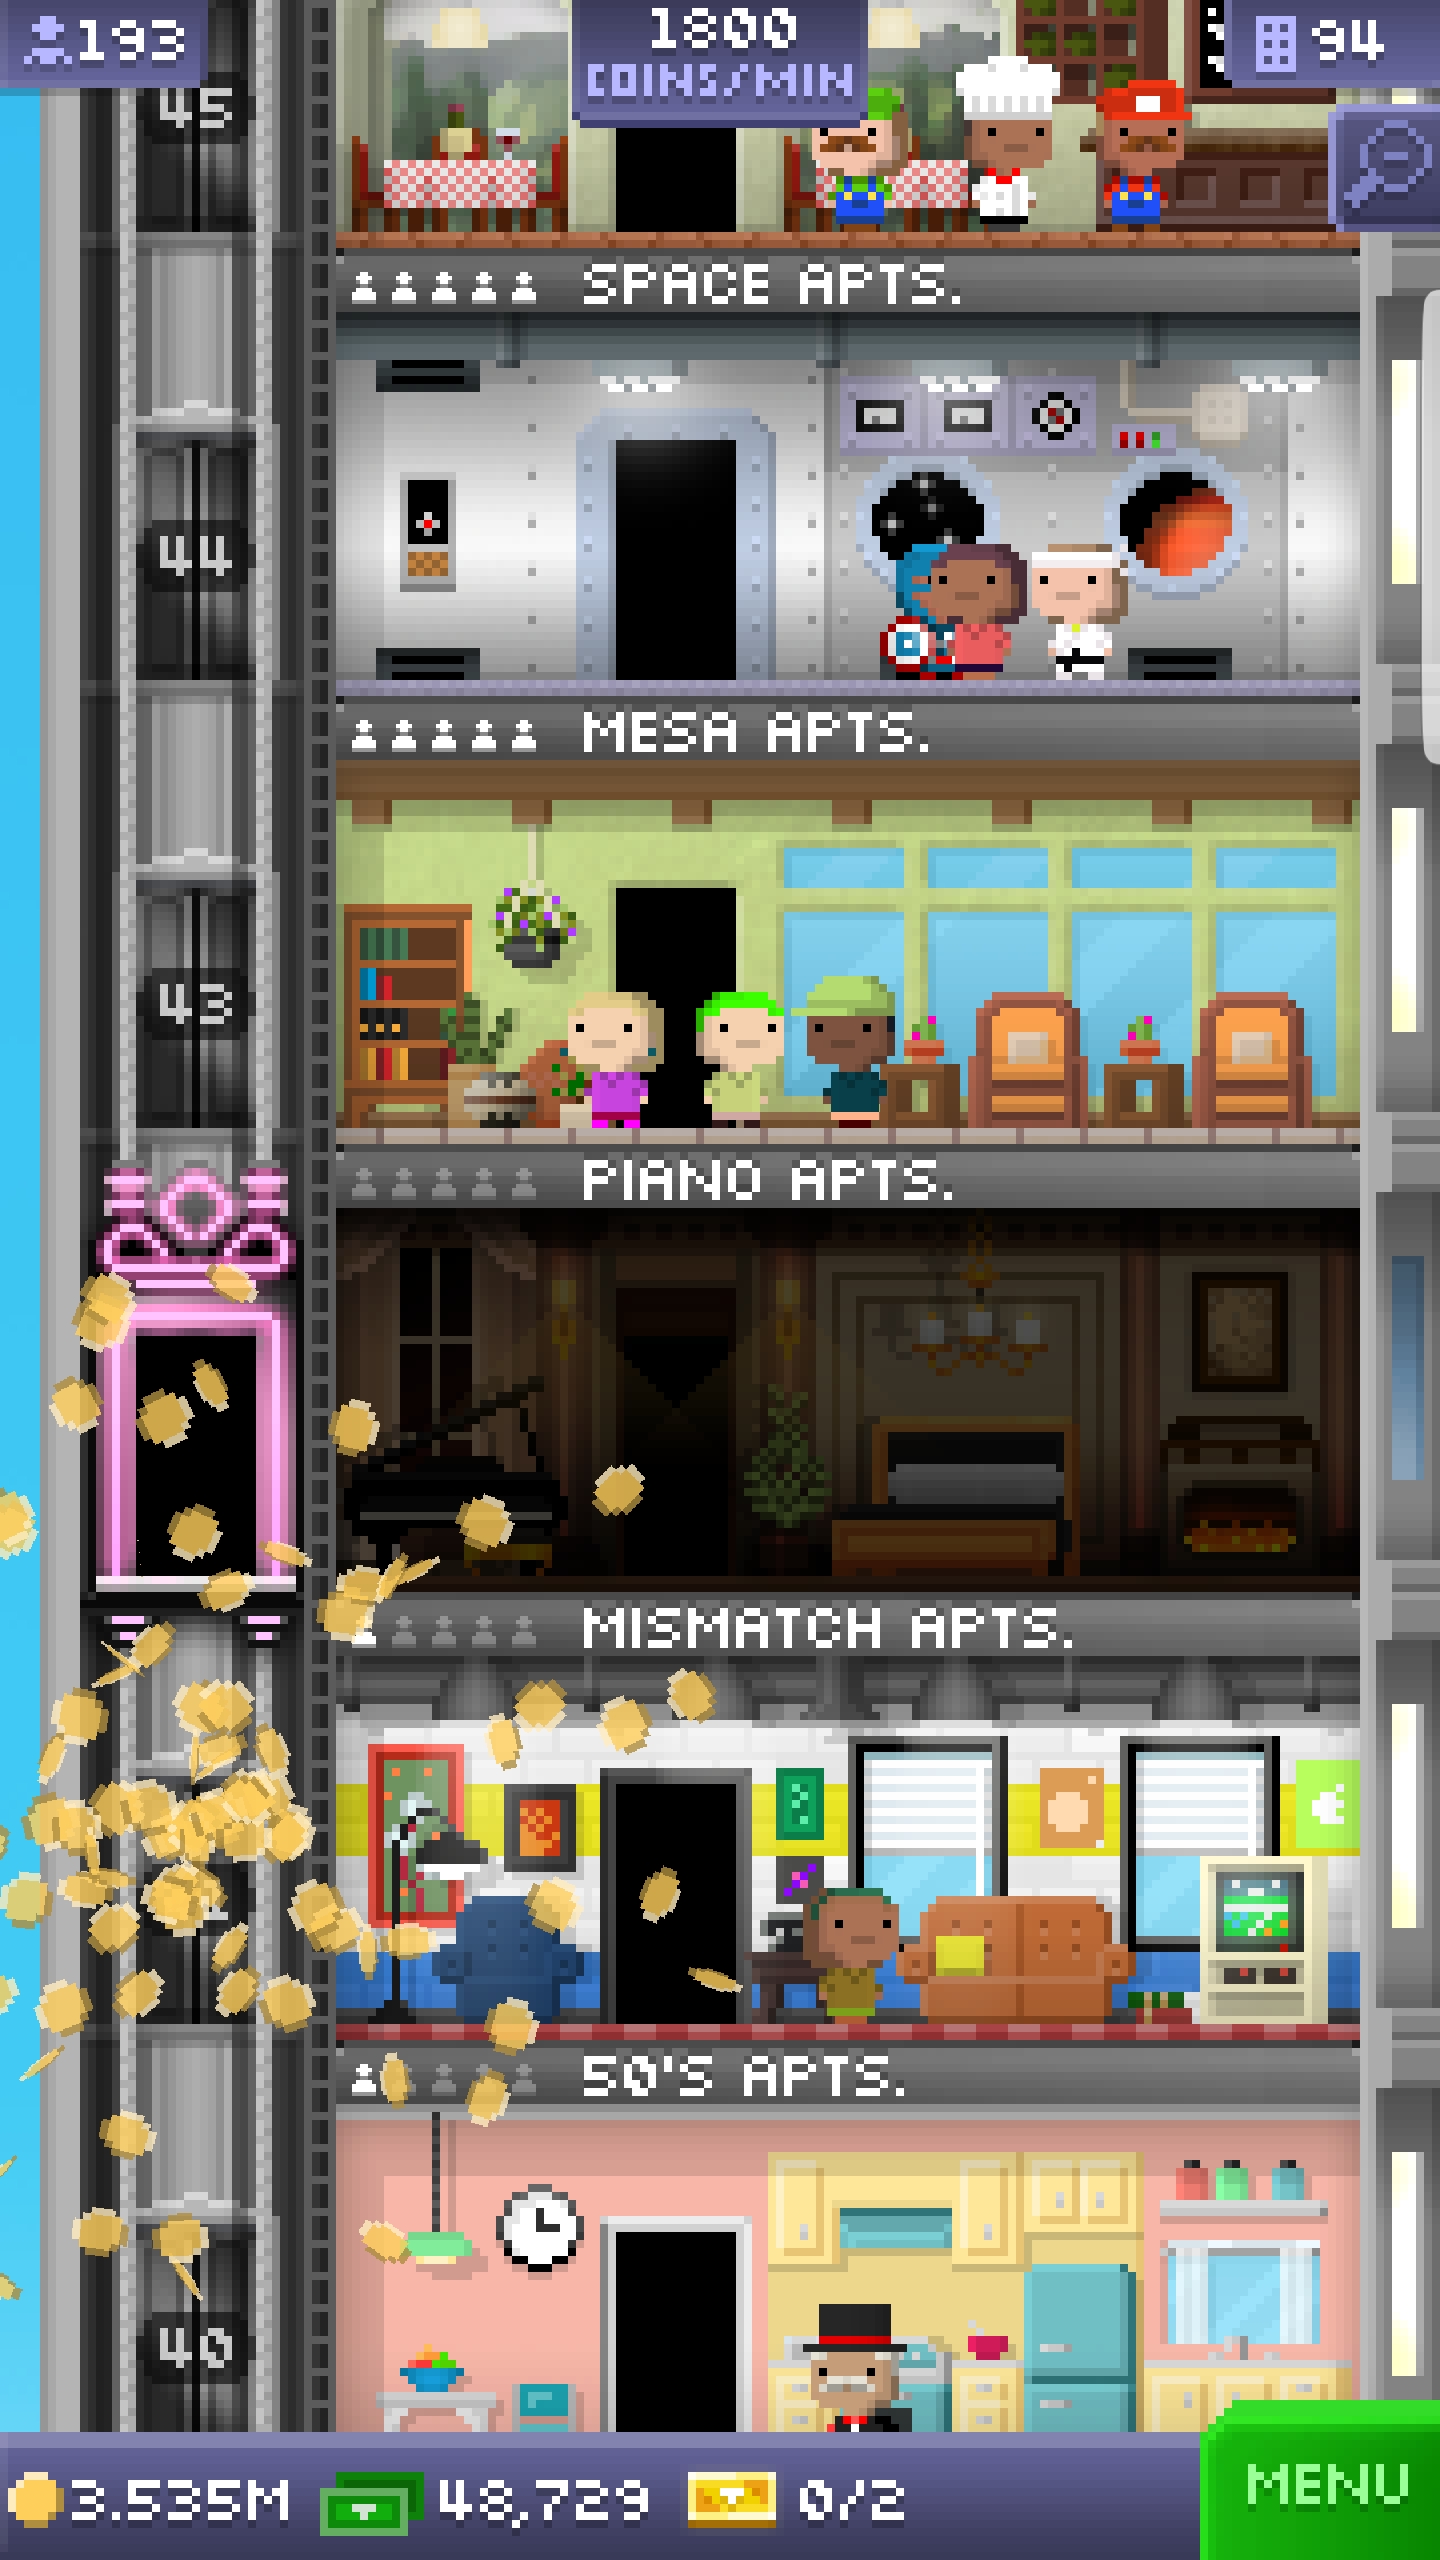 193
1800
COINS/MIN
94
45
SPACE APTS.
44
MESA APTS.
43
PIANO APTS.
MISMATCH APTS.
50'S APTS.
40
3.535M
48,729
0/2
MENU